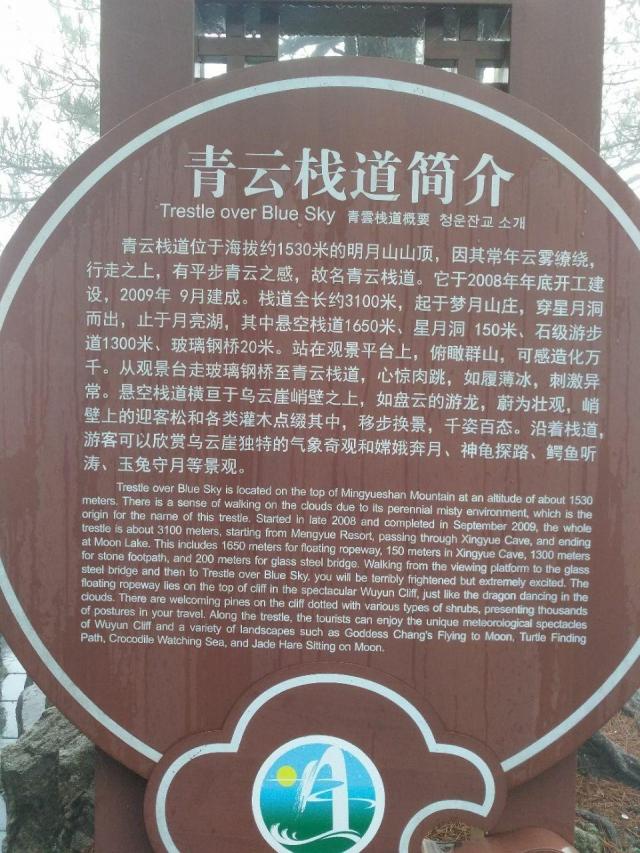 青云栈道简介
Trestle over Blue Sky 青雲棧道概要 청운잔교 소개
青云栈道位于海拔约1530米的明月山山顶，因其常年云雾缭绕，
行走之上，有平步青云之感，故名青云栈道。它于2008年年底开工建
设，2009年 9月建成。栈道全长约3100米，起于梦月山庄，穿星月洞
而出，止于月亮湖，其中悬空栈道1650米、星月洞 150米、石级游步
道1300米、玻璃钢桥20米。站在观景平台上，俯瞰群山，可感造化万
千。从观景台走玻璃钢桥至青云栈道，心惊肉跳，如履薄冰，刺激异
常。悬空栈道横亘于乌云崖峭壁之上，如盘云的游龙，蔚为壮观，峭
壁上的迎客松和各类灌木点缀其中，移步换景，千姿百态。沿着栈道，
游客可以欣赏乌云崖独特的气象奇观和嫦娥奔月、神龟探路、鳄鱼听
涛、玉兔守月等景观。
Trestle over Blue Sky is located on the top of Mingyueshan Mountain at an altitude of about 1530
meters. There is a sense of walking on the clouds due to its perennial misty environment, which is the
origin for the name of this trestle. Started in late 2008 and completed in September 2009, the whole
trestle is about 3100 meters, starting from Mengyue Resort, passing through Xingyue Cave, and ending
at Moon Lake. This includes 1650 meters for floating ropeway, 150 meters in Xingyue Cave, 1300 meters
for stone footpath, and 200 meters for glass steel bridge. Walking from the viewing platform to the glass
steel bridge and then to Trestle over Blue Sky, you will be terribly frightened but extremely excited. The
floating ropeway lies on the top of cliff in the spectacular Wuyun Cliff, just like the dragon dancing in the
clouds. There are welcoming pines on the cliff dotted with various types of shrubs, presenting thousands
of postures in your travel. Along the trestle, the tourists can enjoy the unique meteorological spectacles
of Wuyun Cliff and a variety of landscapes such as Goddess Chang's Flying to Moon, Turtle Finding
Path, Crocodile Watching Sea, and Jade Hare Sitting on Moon.